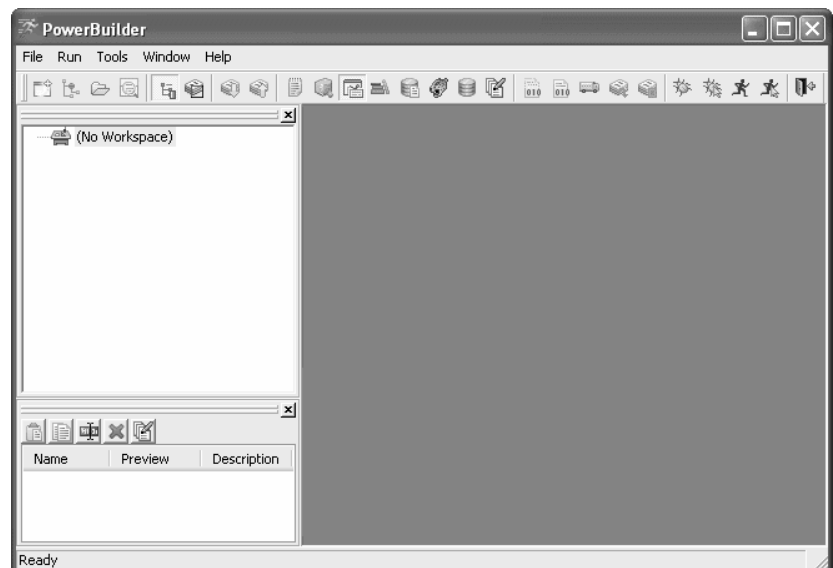 PowerBuilder
File Run Tools Window Help
(No Workspace)
Name Preview Description
Ready